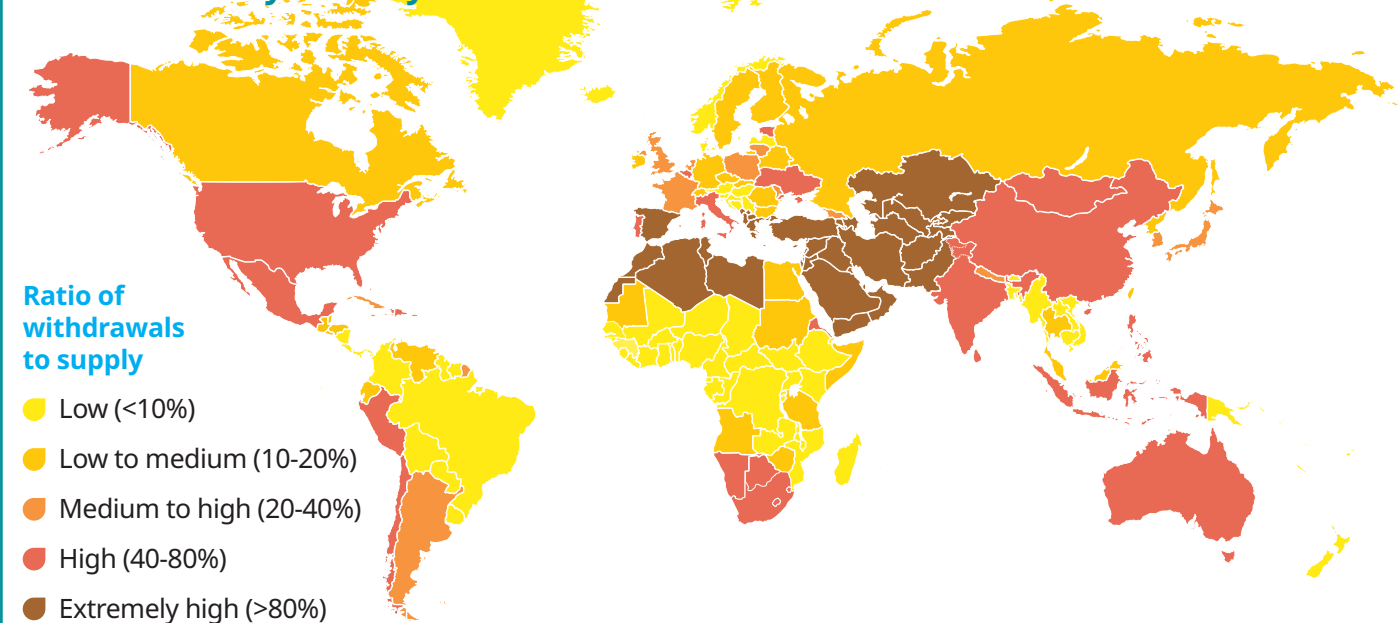 Ratio of
withdrawals
to supply
Low (<10%)
Low to medium (10-20%)
Medium to high (20-40%)
High (40-80%)
Extremely high (>80%)